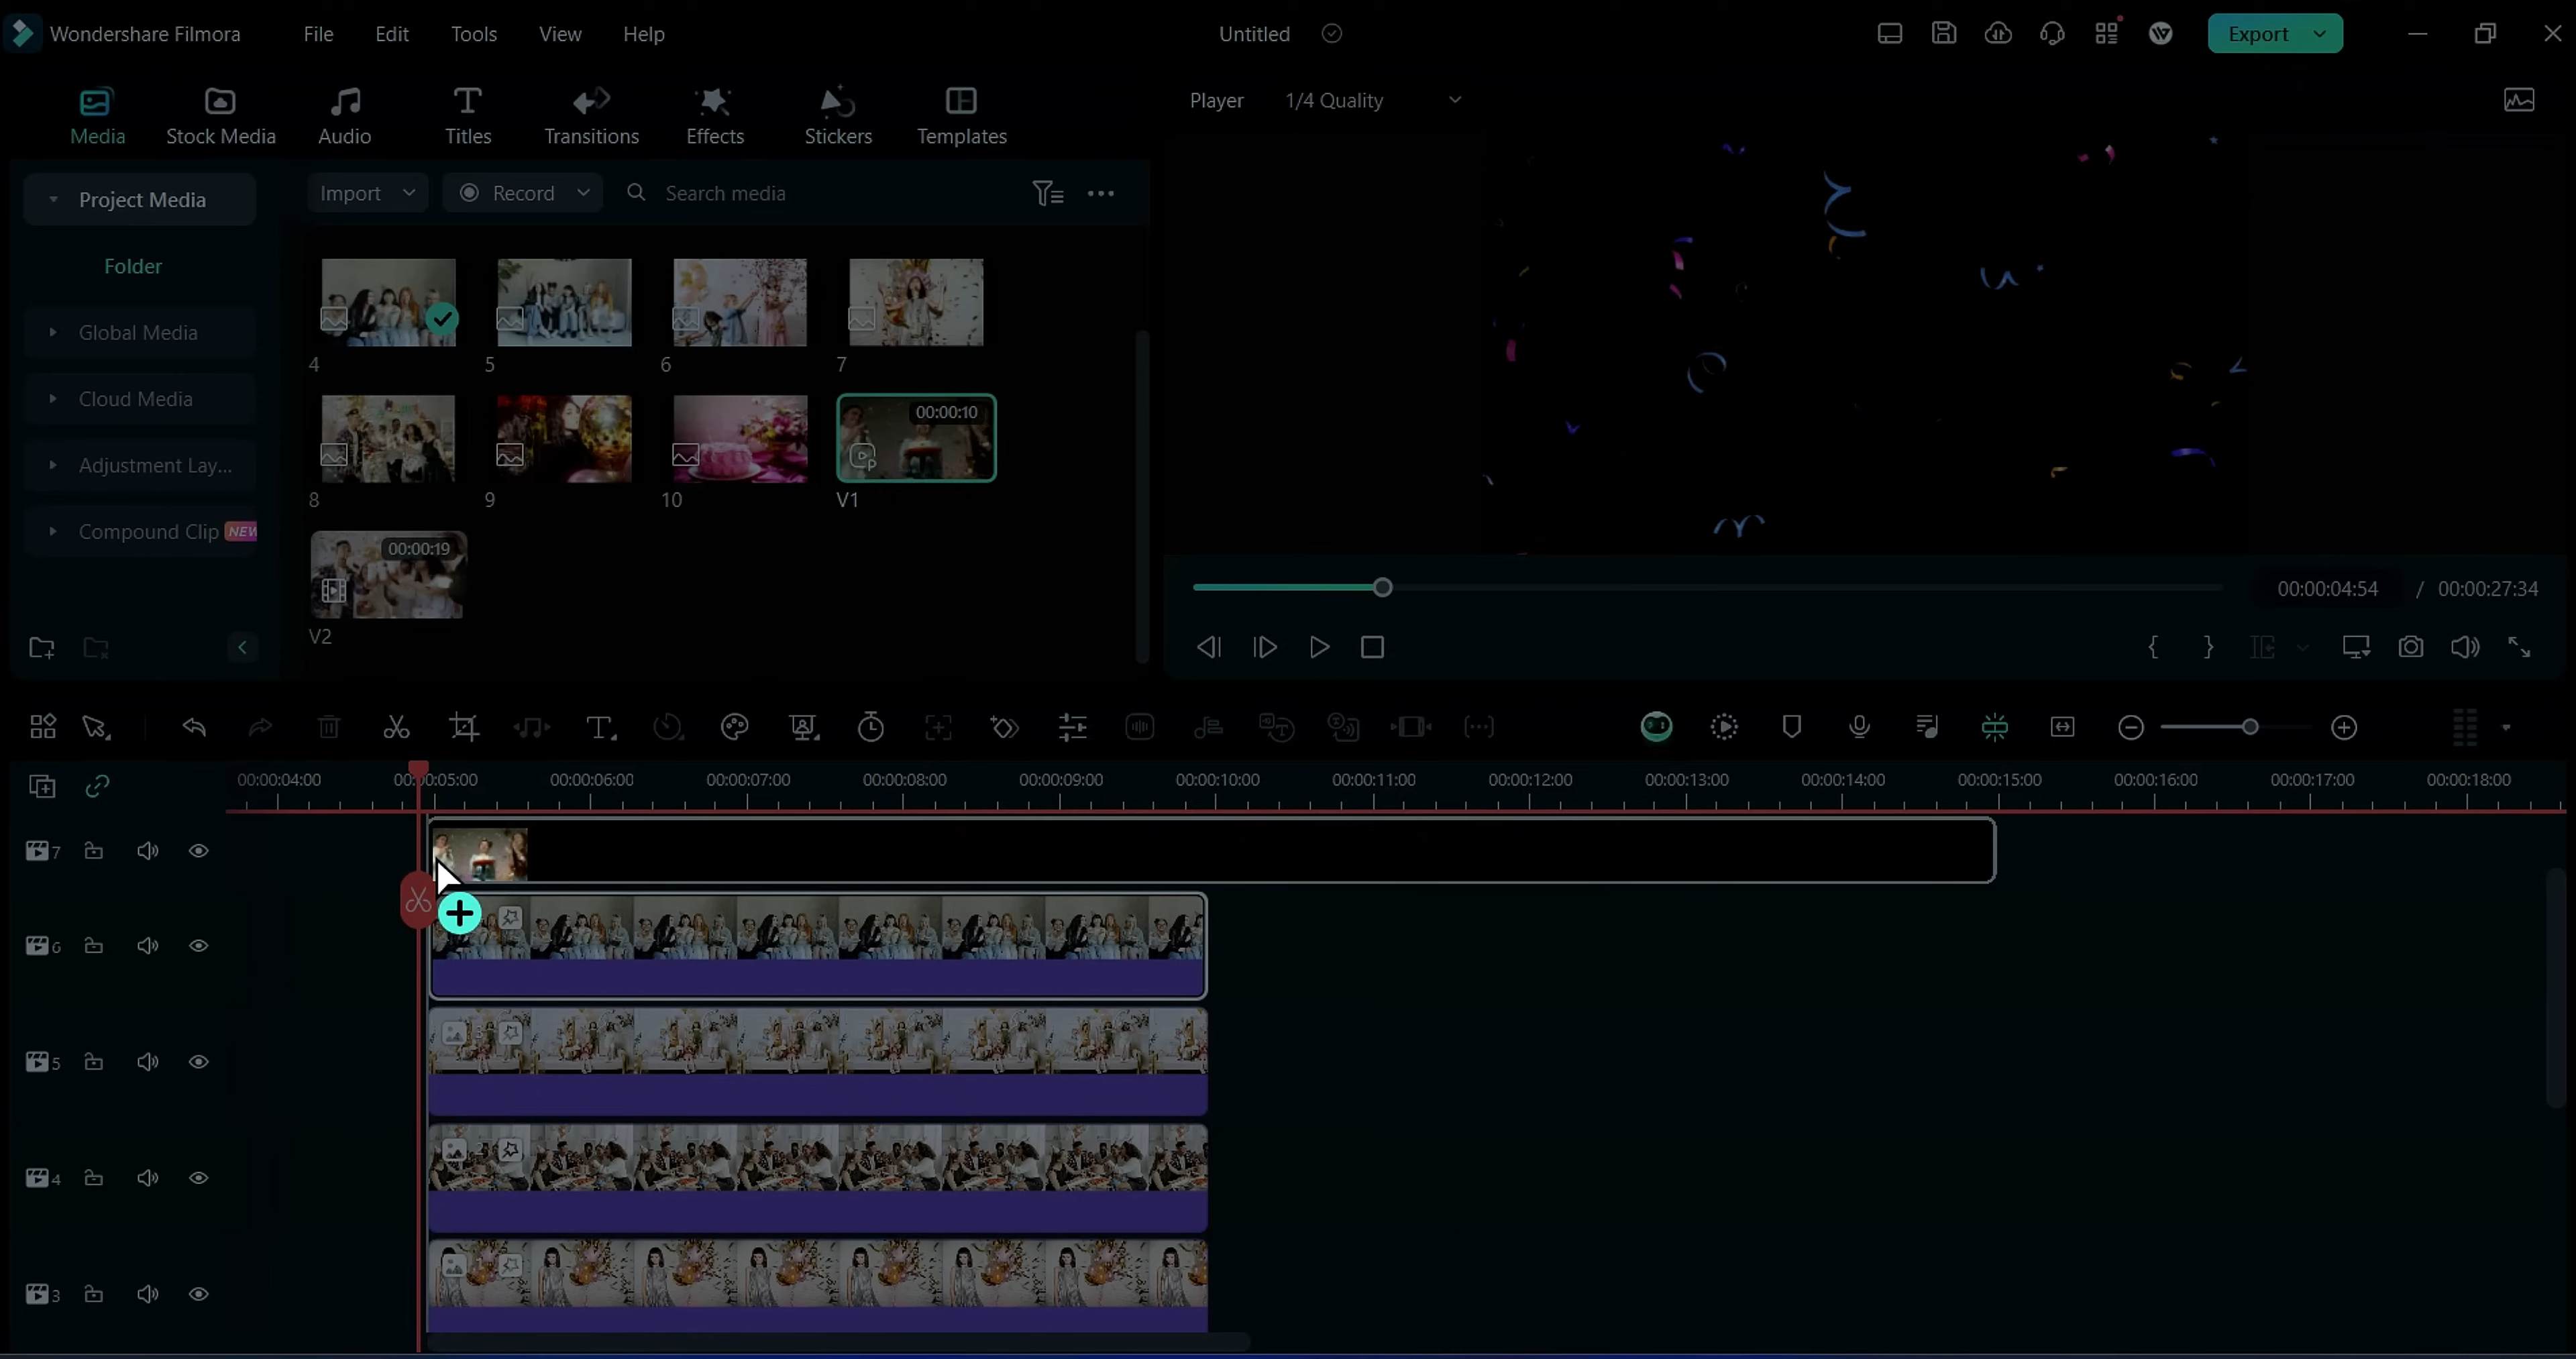 Wondershare Filmora File Edit Tools View Help Untitled Export
Media Stock Media Audio Titles Transitions Effects Stickers Templates
Player 1/4 Quality
Project Media Import Record Search media
Folder
Global Media
Cloud Media
Adjustment Lay...
Compound Clip NEW
4 5 6 7
00:00:10
8 9 10 V1
00:00:19
V2
00:00:04:54 / 00:00:27:34
00:00:04:00 00:00:05:00 00:00:06:00 00:00:07:00 00:00:08:00 00:00:09:00 00:00:10:00 00:00:11:00 00:00:12:00 00:00:13:00 00:00:14:00 00:00:15:00 00:00:16:00 00:00:17:00 00:00:18:00
7
6
5 3
4 2
3